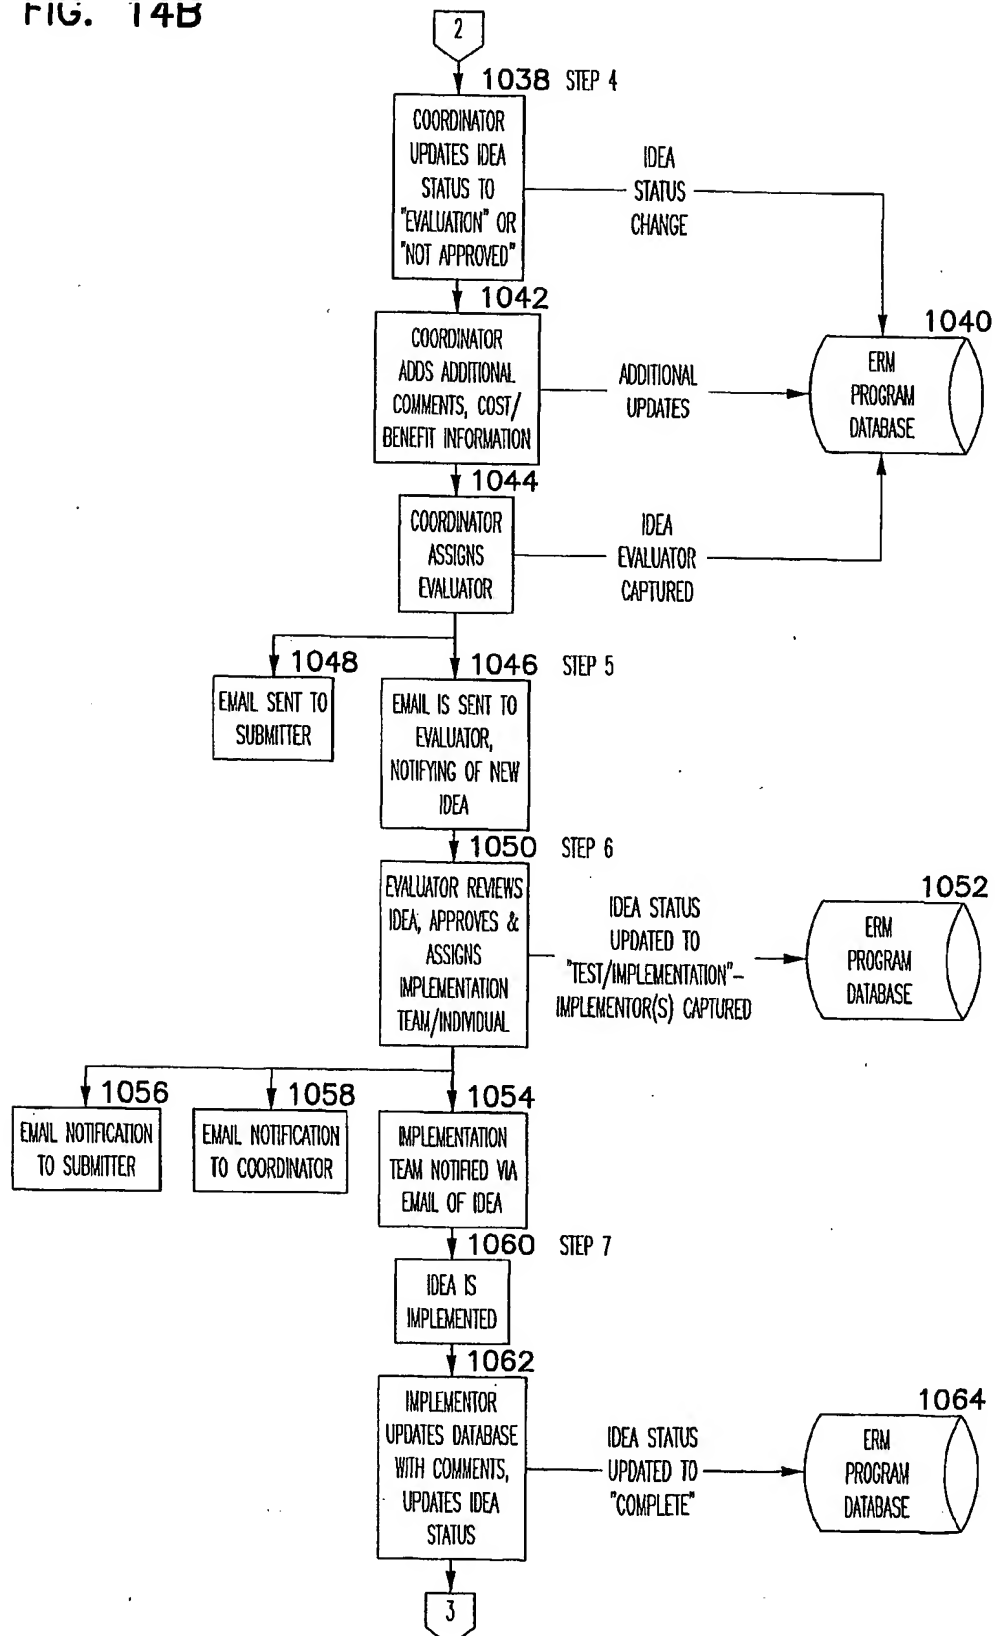 FIG. 14B
2
1038 STEP 4
COORDINATOR
UPDATES IDEA
STATUS TO
"EVALUATION" OR
"NOT APPROVED"
IDEA
STATUS
CHANGE
1042
COORDINATOR
ADDS ADDITIONAL
COMMENTS, COST/
BENEFIT INFORMATION
ADDITIONAL
UPDATES
1040
ERM
PROGRAM
DATABASE
1044
COORDINATOR
ASSIGNS
EVALUATOR
IDEA
EVALUATOR
CAPTURED
1048
EMAIL SENT TO
SUBMITTER
1046 STEP 5
EMAIL IS SENT TO
EVALUATOR,
NOTIFYING OF NEW
IDEA
1050 STEP 6
EVALUATOR REVIEWS
IDEA, APPROVES &
ASSIGNS
IMPLEMENTATION
TEAM/INDIVIDUAL
IDEA STATUS
UPDATED TO
"TEST/IMPLEMENTATION"-
IMPLEMENTOR(S) CAPTURED
1052
ERM
PROGRAM
DATABASE
1056
EMAIL NOTIFICATION
TO SUBMITTER
1058
EMAIL NOTIFICATION
TO COORDINATOR
1054
IMPLEMENTATION
TEAM NOTIFIED VIA
EMAIL OF IDEA
1060 STEP 7
IDEA IS
IMPLEMENTED
1062
IMPLEMENTOR
UPDATES DATABASE
WITH COMMENTS,
UPDATES IDEA
STATUS
IDEA STATUS
UPDATED TO
"COMPLETE"
1064
ERM
PROGRAM
DATABASE
3